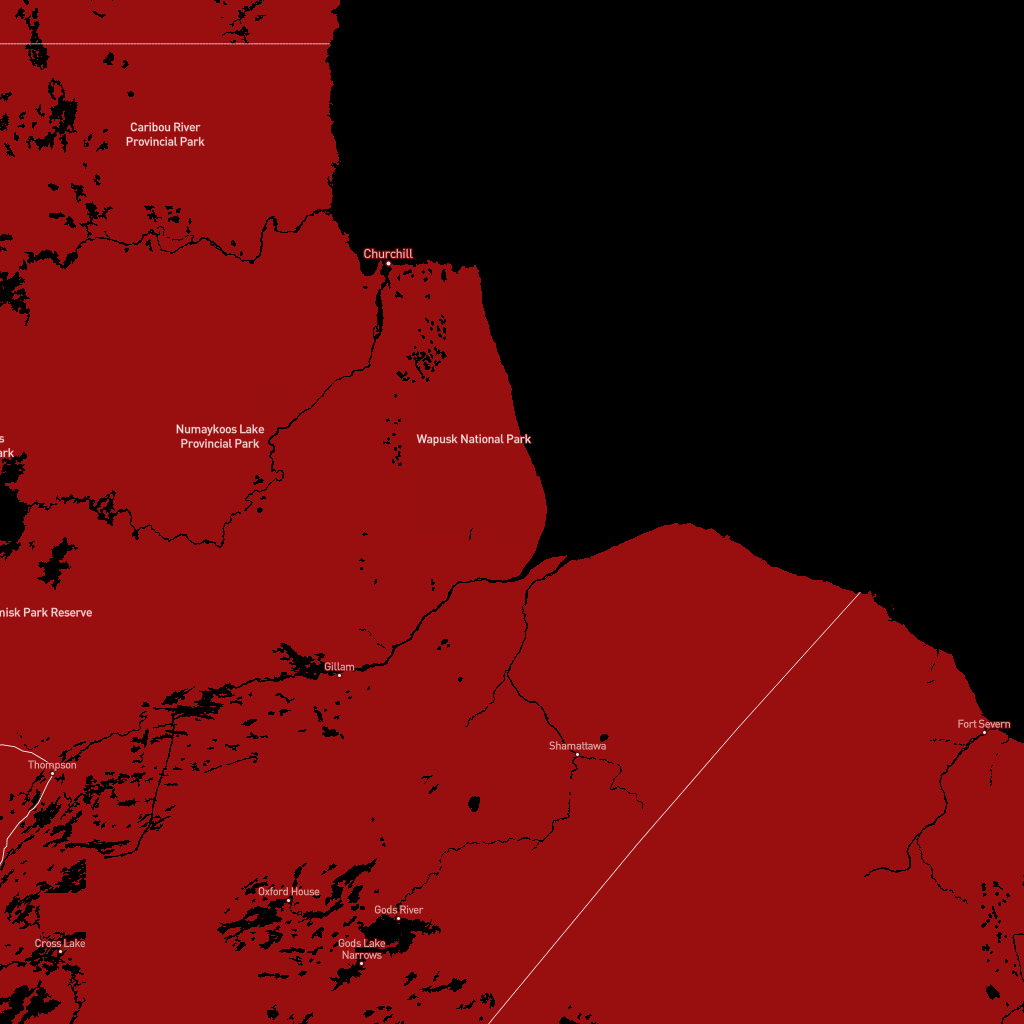 Caribou River
Provincial Park
Churchill
Numaykoos Lake
Provincial Park
Wapusk National Park
s
ark
misk Park Reserve
Gillam
Fort Severn
Shamattawa
Thompson
Oxford House
Gods River
Cross Lake
Gods Lake
Narrows